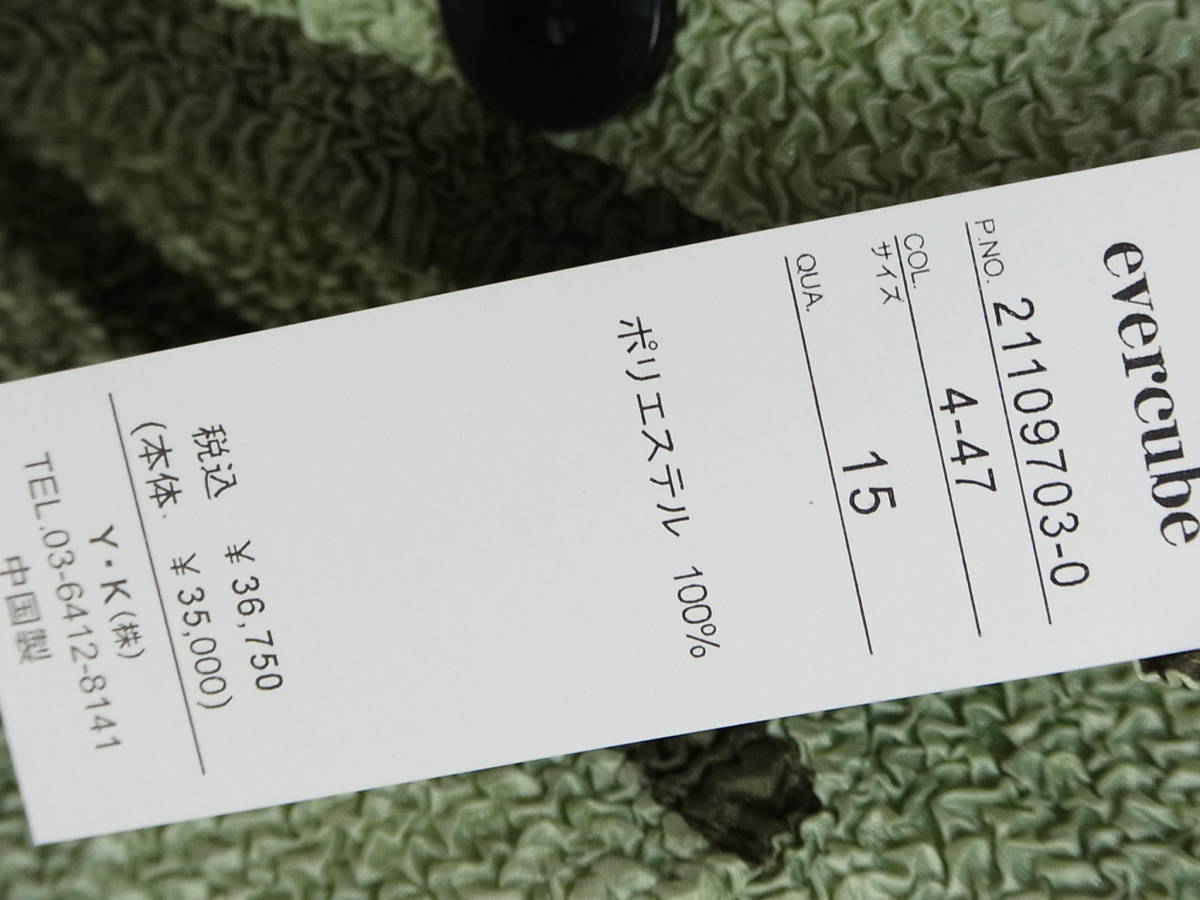 evercube
P.NO. 21109703-0
COL. 4-47
サイズ
QUA. 15
ポリエステル 100%
税込 ¥36,750
(本体 ¥35,000)
Y・K(株)
TEL.03-6412-8141
中国製